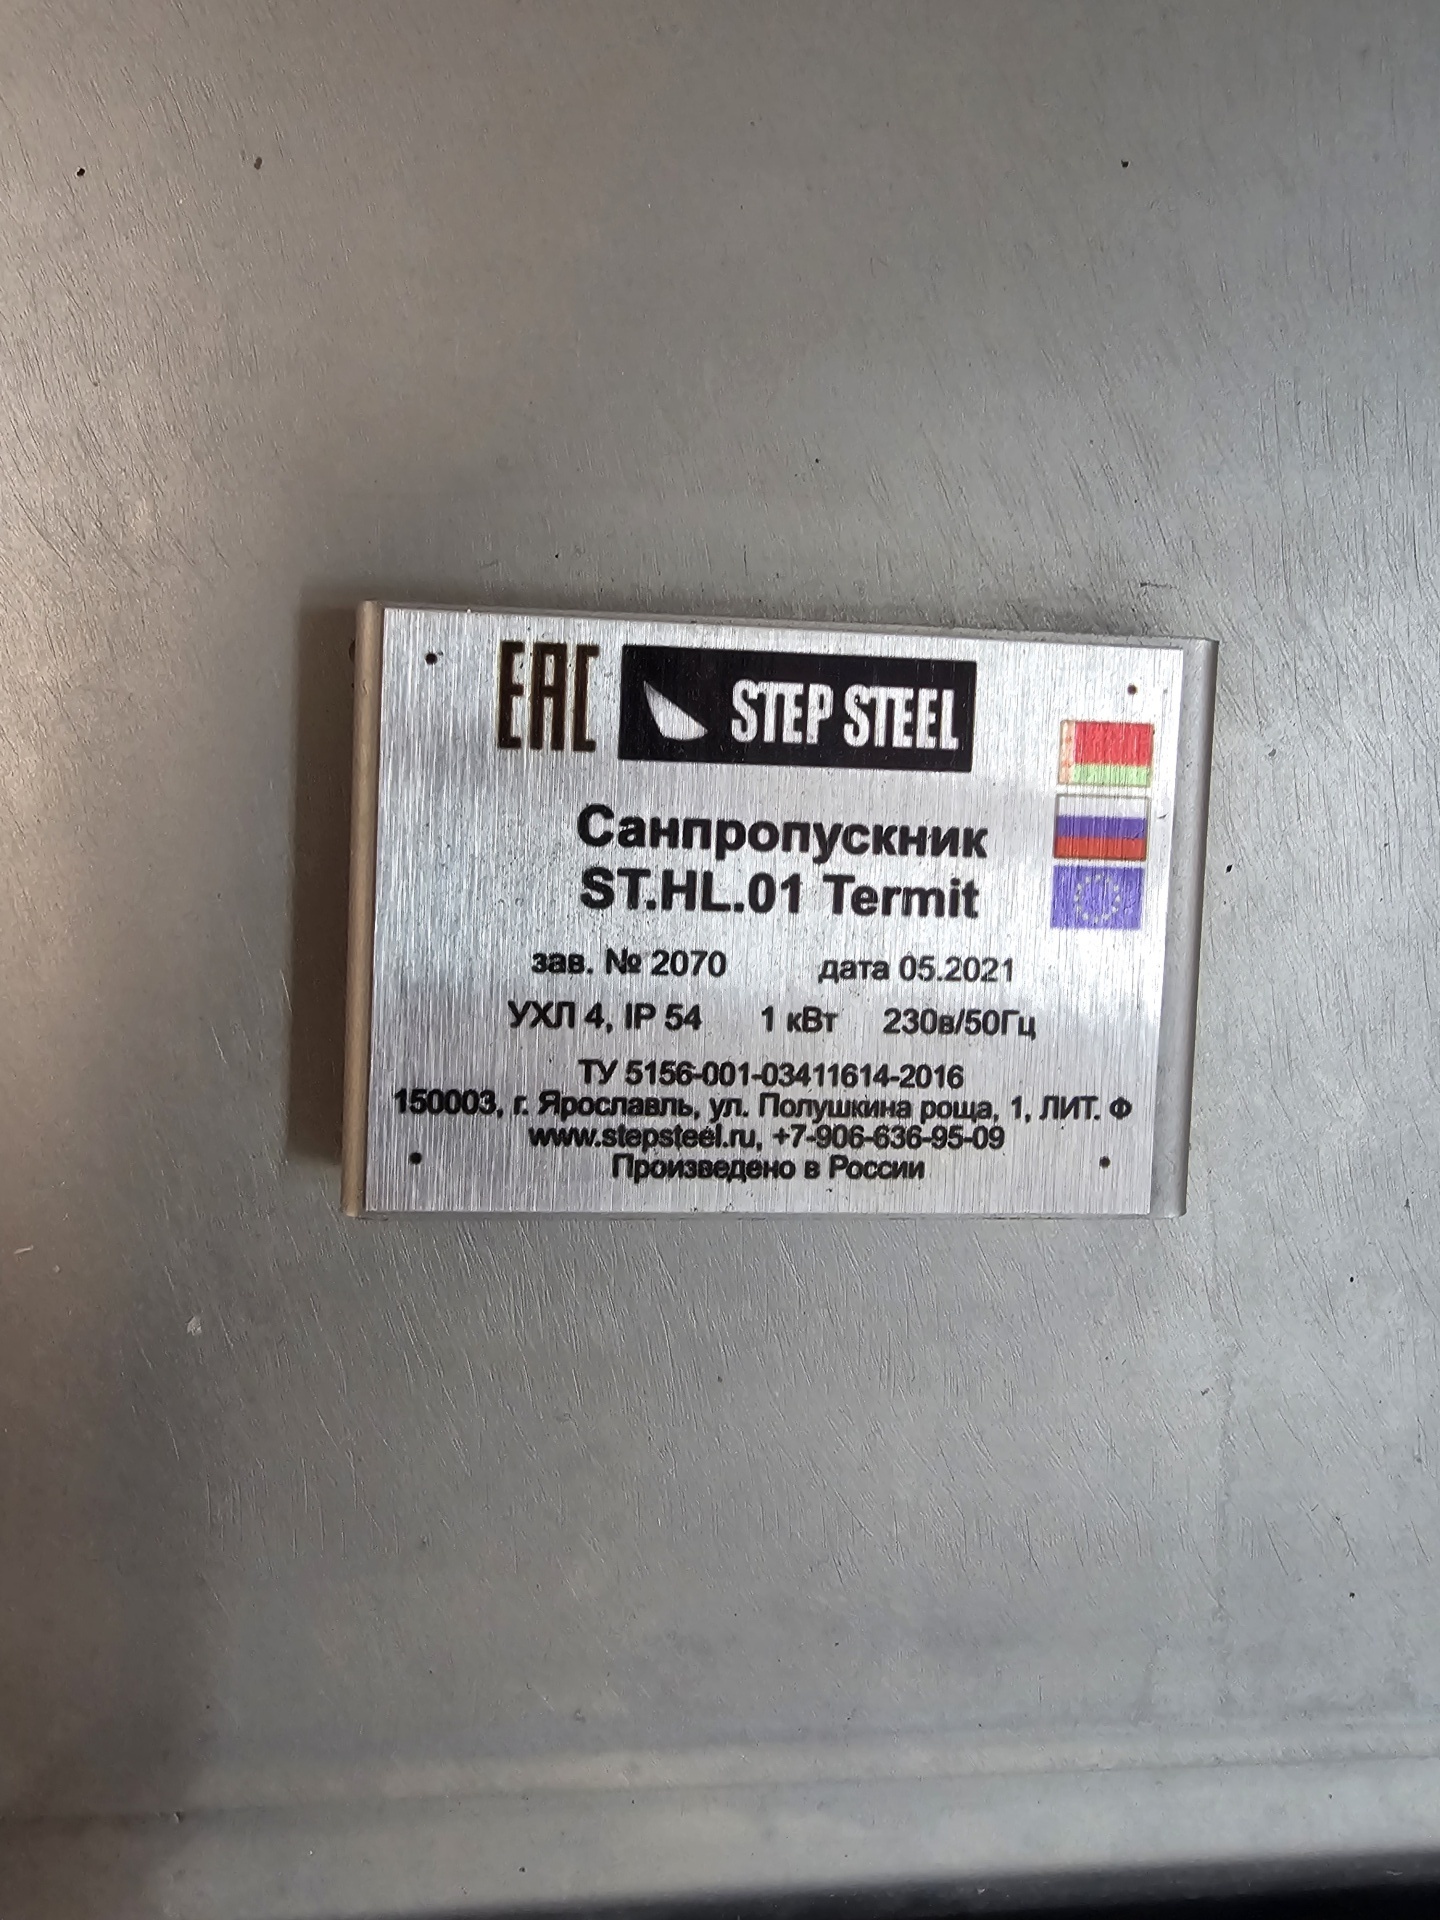 EAC STEP STEEL
Санпропускник
ST.HL.01 Termit
зав. № 2070 дата 05.2021
УХЛ 4, IP 54 1 кВт 230в/50Гц
ТУ 5156-001-03411614-2016
150003, г. Ярославль, ул. Полушкина роща, 1, ЛИТ. Ф
www.stepsteel.ru, +7-906-636-95-09
Произведено в России